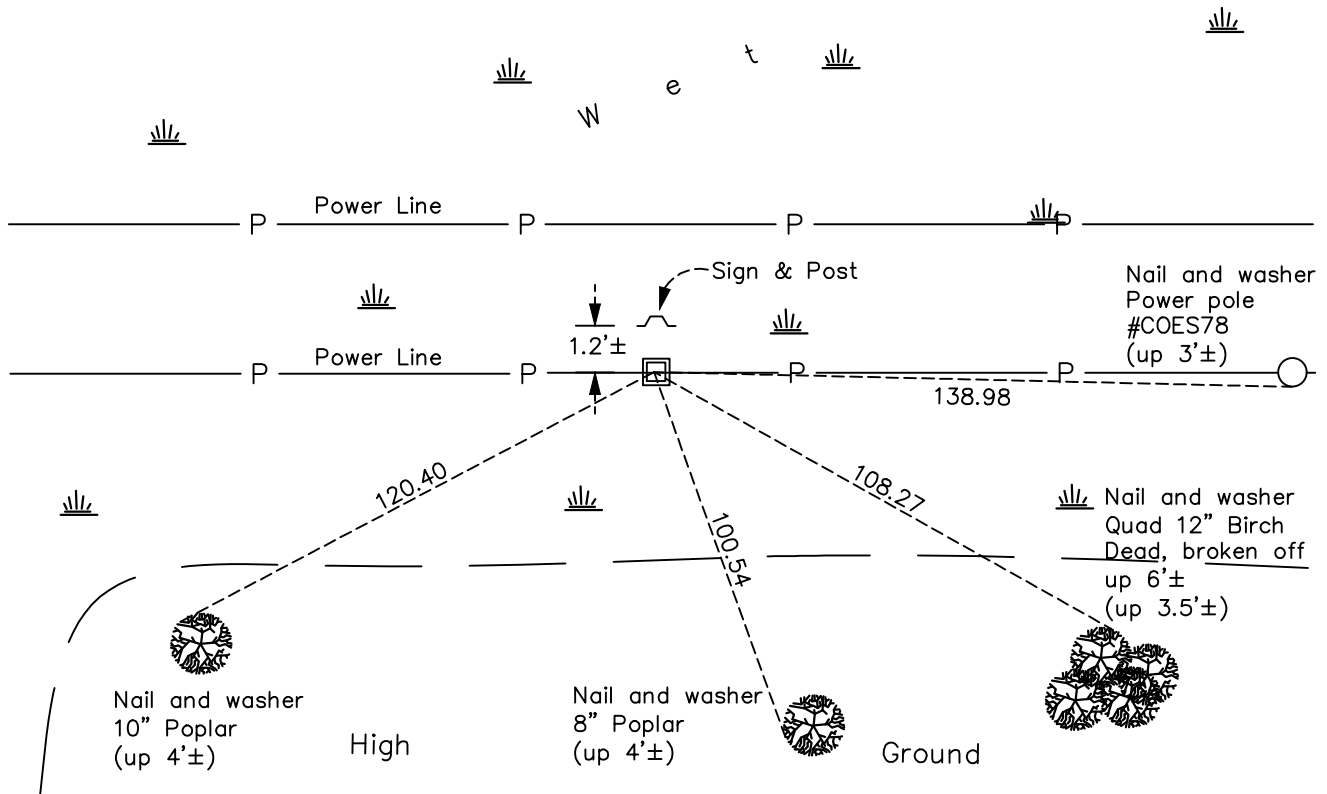 W e t
Power Line
P P P P
Sign & Post
Nail and washer
Power pole
#COES78
(up 3'±)
1.2'±
Power Line
P P P P
138.98
120.40
108.27
100.54
Nail and washer
Quad 12" Birch
Dead, broken off
up 6'±
(up 3.5'±)
Nail and washer
10" Poplar
(up 4'±)
Nail and washer
8" Poplar
(up 4'±)
High Ground